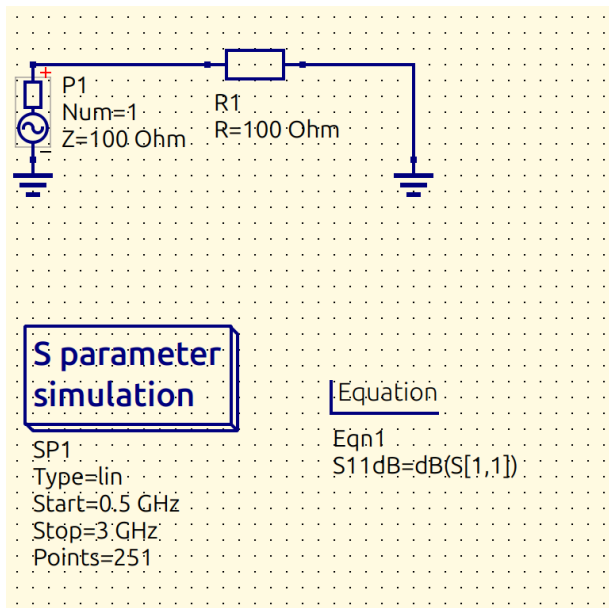 +
P1
Num=1
Z=100 Ohm
−
R1
R=100 Ohm
S parameter
simulation
SP1
Type=lin
Start=0.5 GHz
Stop=3 GHz
Points=251
Equation
Eqn1
S11dB=dB(S[1,1])